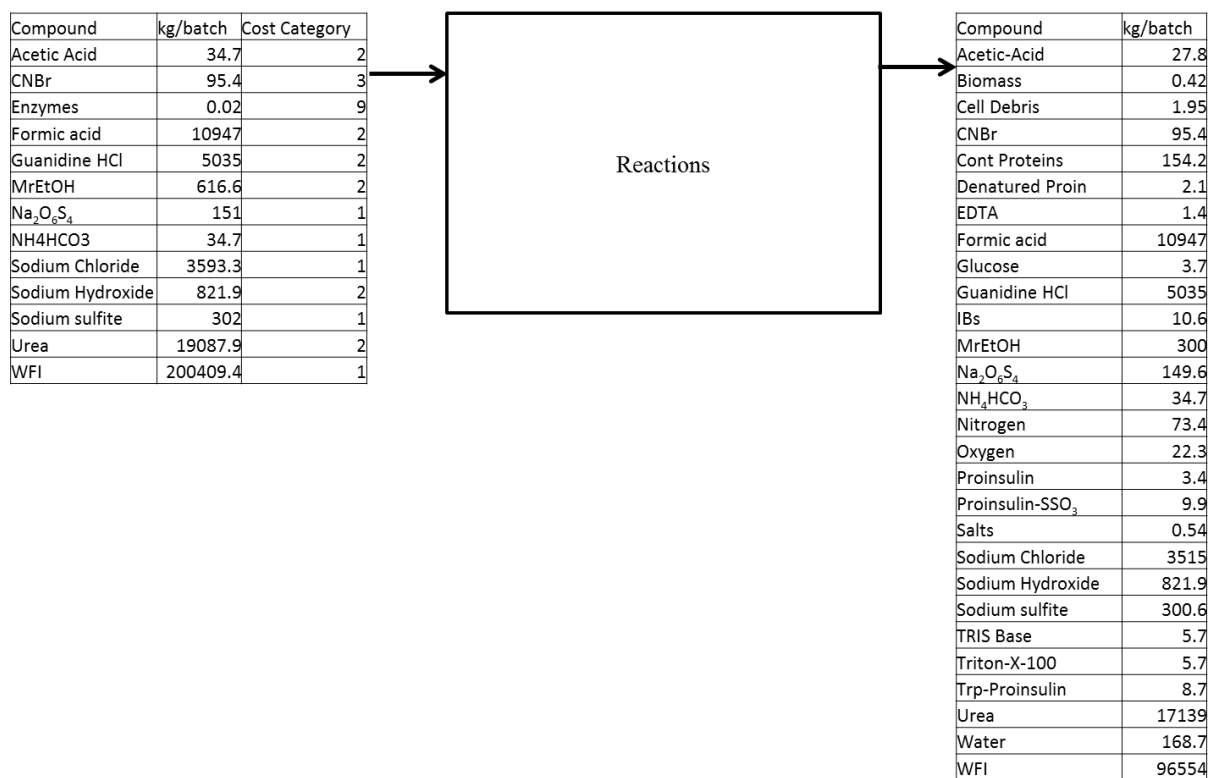 Compound kg/batch Cost Category
Acetic Acid 34.7 2
CNBr 95.4 3
Enzymes 0.02 9
Formic acid 10947 2
Guanidine HCl 5035 2
MrEtOH 616.6 2
Na₂O₆S₄ 151 1
NH4HCO3 34.7 1
Sodium Chloride 3593.3 1
Sodium Hydroxide 821.9 2
Sodium sulfite 302 1
Urea 19087.9 2
WFI 200409.4 1
Reactions
Compound kg/batch
Acetic-Acid 27.8
Biomass 0.42
Cell Debris 1.95
CNBr 95.4
Cont Proteins 154.2
Denatured Proin 2.1
EDTA 1.4
Formic acid 10947
Glucose 3.7
Guanidine HCl 5035
IBs 10.6
MrEtOH 300
Na₂O₆S₄ 149.6
NH₄HCO₃ 34.7
Nitrogen 73.4
Oxygen 22.3
Proinsulin 3.4
Proinsulin-SSO₃ 9.9
Salts 0.54
Sodium Chloride 3515
Sodium Hydroxide 821.9
Sodium sulfite 300.6
TRIS Base 5.7
Triton-X-100 5.7
Trp-Proinsulin 8.7
Urea 17139
Water 168.7
WFI 96554